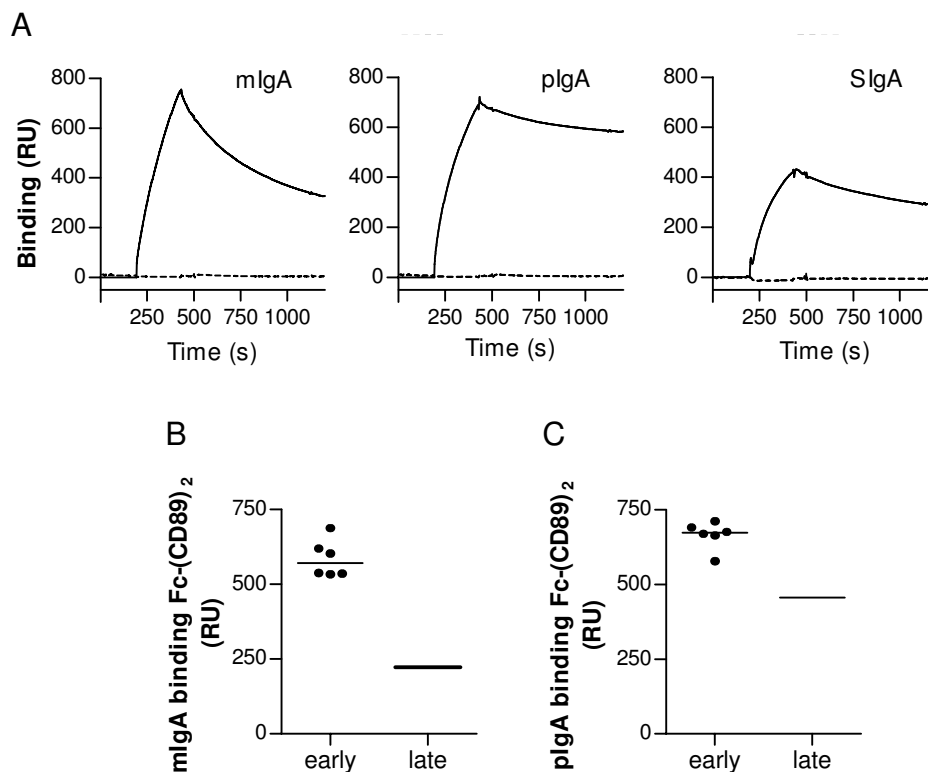 A
mIgA
pIgA
SIgA
Binding (RU)
800
600
400
200
0
250 500 750 1000
Time (s)
800
600
400
200
0
250 500 750 1000
Time (s)
800
600
400
200
0
250 500 750 1000
Time (s)
B
mIgA binding Fc-(CD89)2
(RU)
750
500
250
0
early late
C
pIgA binding Fc-(CD89)2
(RU)
750
500
250
0
early late